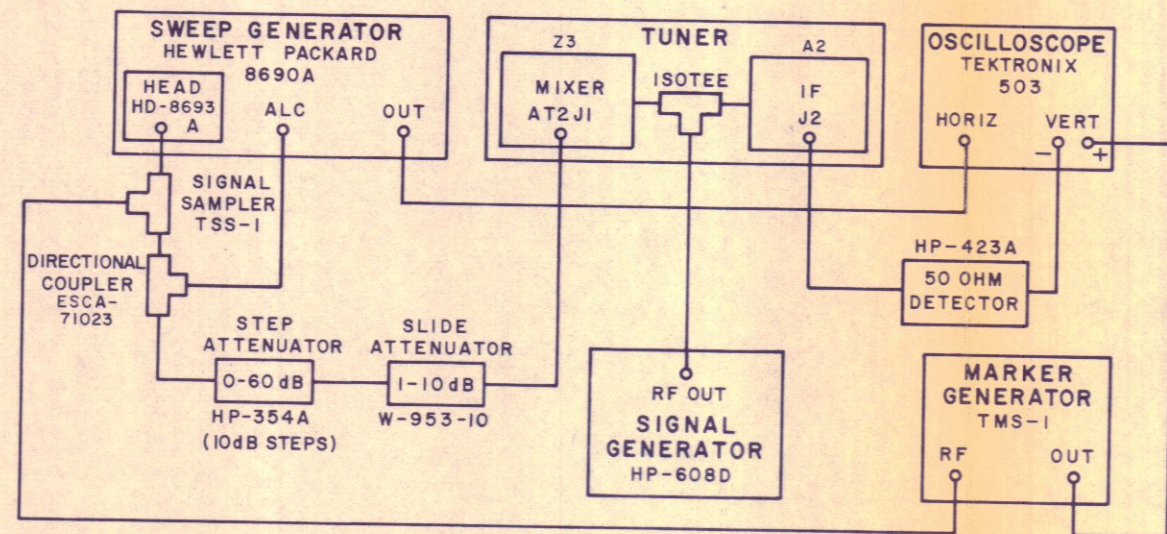 SWEEP GENERATOR
HEWLETT PACKARD
8690A
HEAD
HD-8693
A
ALC
OUT
SIGNAL
SAMPLER
TSS-1
DIRECTIONAL
COUPLER
ESCA-
71023
STEP
ATTENUATOR
0-60 dB
HP-354A
(10dB STEPS)
SLIDE
ATTENUATOR
1-10 dB
W-953-10
TUNER
Z3
MIXER
AT2J1
ISOTEE
A2
IF
J2
RF OUT
SIGNAL
GENERATOR
HP-608D
OSCILLOSCOPE
TEKTRONIX
503
HORIZ
VERT
- +
HP-423A
50 OHM
DETECTOR
MARKER
GENERATOR
TMS-1
RF
OUT